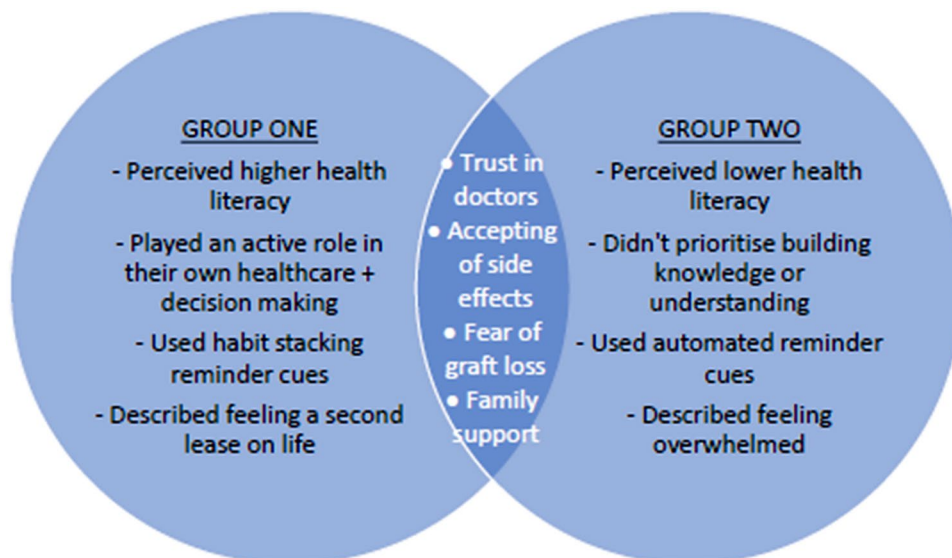 GROUP ONE
- Perceived higher health
literacy
- Played an active role in
their own healthcare +
decision making
- Used habit stacking
reminder cues
- Described feeling a second
lease on life
• Trust in
doctors
• Accepting
of side
effects
• Fear of
graft loss
• Family
support
GROUP TWO
- Perceived lower health
literacy
- Didn't prioritise building
knowledge or
understanding
- Used automated reminder
cues
- Described feeling
overwhelmed